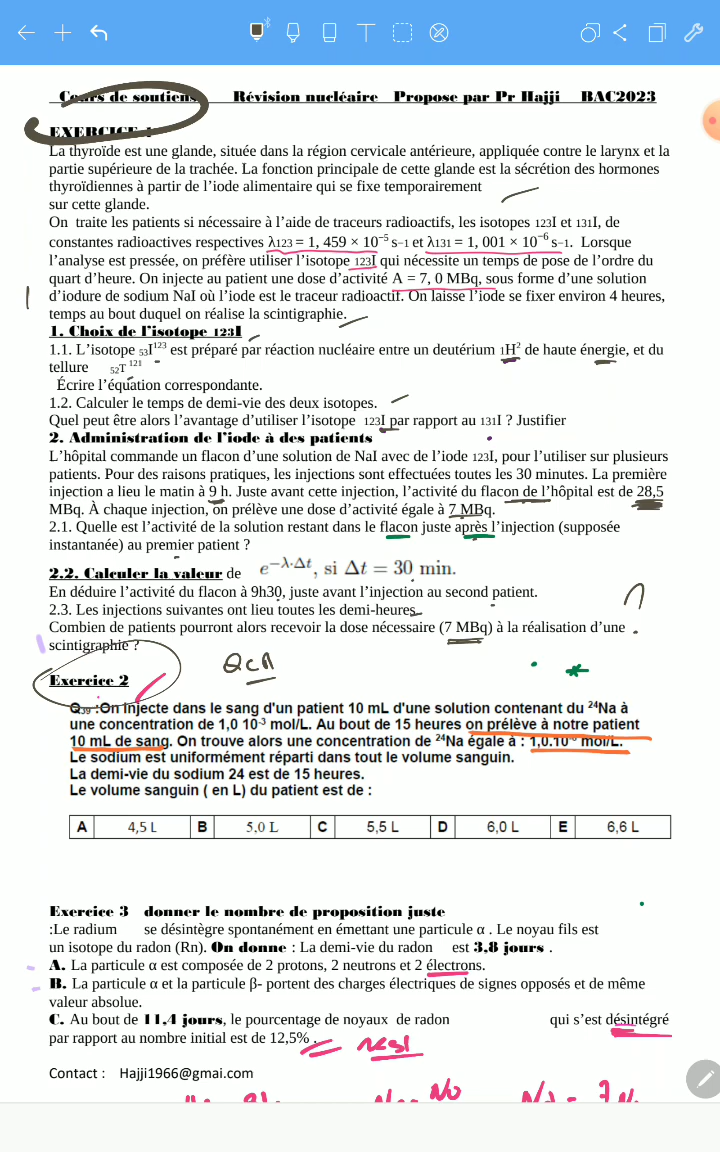 Cours de soutiens Révision nucléaire Propose par Pr Hajji BAC2023
EXERCICE 1
La thyroïde est une glande, située dans la région cervicale antérieure, appliquée contre le larynx et la
partie supérieure de la trachée. La fonction principale de cette glande est la sécrétion des hormones
thyroïdiennes à partir de l'iode alimentaire qui se fixe temporairement
sur cette glande.
On traite les patients si nécessaire à l'aide de traceurs radioactifs, les isotopes 123I et 131I, de
constantes radioactives respectives λ123 = 1, 459 × 10⁻⁵ s−1 et λ131 = 1, 001 × 10⁻⁶ s−1. Lorsque
l'analyse est pressée, on préfère utiliser l'isotope 123I qui nécessite un temps de pose de l'ordre du
quart d'heure. On injecte au patient une dose d'activité A = 7, 0 MBq, sous forme d'une solution
d'iodure de sodium NaI où l'iode est le traceur radioactif. On laisse l'iode se fixer environ 4 heures,
temps au bout duquel on réalise la scintigraphie.
1. Choix de l'isotope 123I
1.1. L'isotope ₅₃I¹²³ est préparé par réaction nucléaire entre un deutérium ₁H² de haute énergie, et du
tellure ₅₂T ¹²¹
Écrire l'équation correspondante.
1.2. Calculer le temps de demi-vie des deux isotopes.
Quel peut être alors l'avantage d'utiliser l'isotope 123I par rapport au 131I ? Justifier
2. Administration de l'iode à des patients
L'hôpital commande un flacon d'une solution de NaI avec de l'iode 123I, pour l'utiliser sur plusieurs
patients. Pour des raisons pratiques, les injections sont effectuées toutes les 30 minutes. La première
injection a lieu le matin à 9 h. Juste avant cette injection, l'activité du flacon de l'hôpital est de 28,5
MBq. À chaque injection, on prélève une dose d'activité égale à 7 MBq.
2.1. Quelle est l'activité de la solution restant dans le flacon juste après l'injection (supposée
instantanée) au premier patient ?
2.2. Calculer la valeur de e^{−λ·Δt}, si Δt = 30 min.
En déduire l'activité du flacon à 9h30, juste avant l'injection au second patient.
2.3. Les injections suivantes ont lieu toutes les demi-heures.
Combien de patients pourront alors recevoir la dose nécessaire (7 MBq) à la réalisation d'une
scintigraphie ?
QCM
Exercice 2
Q39 :On injecte dans le sang d'un patient 10 mL d'une solution contenant du ²⁴Na à
une concentration de 1,0 10⁻³ mol/L. Au bout de 15 heures on prélève à notre patient
10 mL de sang. On trouve alors une concentration de ²⁴Na égale à : 1,0.10 mol/L.
Le sodium est uniformément réparti dans tout le volume sanguin.
La demi-vie du sodium 24 est de 15 heures.
Le volume sanguin ( en L) du patient est de :
A 4,5 L B 5,0 L C 5,5 L D 6,0 L E 6,6 L
Exercice 3 donner le nombre de proposition juste
:Le radium se désintègre spontanément en émettant une particule α . Le noyau fils est
un isotope du radon (Rn). On donne : La demi-vie du radon est 3,8 jours .
A. La particule α est composée de 2 protons, 2 neutrons et 2 électrons.
B. La particule α et la particule β- portent des charges électriques de signes opposés et de même
valeur absolue.
C. Au bout de 11,4 jours, le pourcentage de noyaux de radon qui s'est désintégré
par rapport au nombre initial est de 12,5% .
rest
Contact : Hajji1966@gmai.com